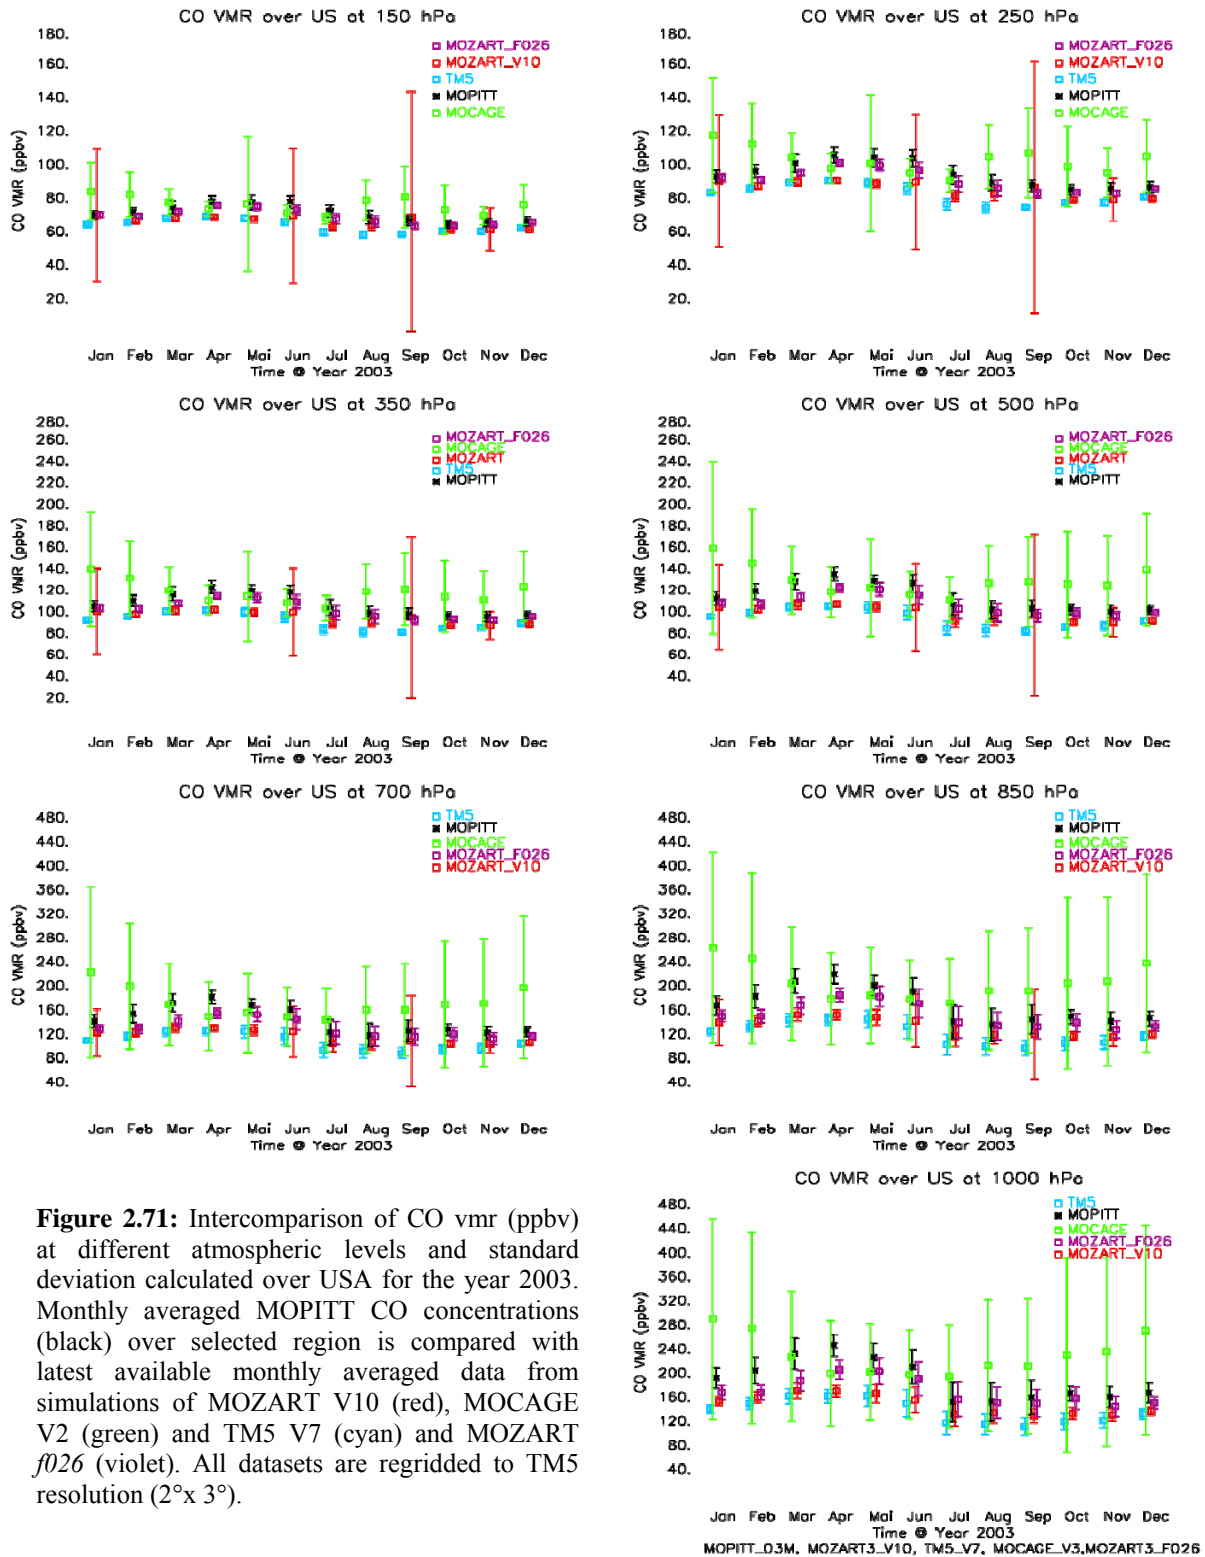 CO VMR over US at 150 hPa
180.
160.
140.
120.
100.
80.
60.
40.
20.
CO VMR (ppbv)
MOZART_F026
MOZART_V10
TM5
MOPITT
MOCAGE
Jan Feb Mar Apr Mai Jun Jul Aug Sep Oct Nov Dec
Time @ Year 2003
CO VMR over US at 250 hPa
180.
160.
140.
120.
100.
80.
60.
40.
20.
CO VMR (ppbv)
MOZART_F026
MOZART_V10
TM5
MOPITT
MOCAGE
Jan Feb Mar Apr Mai Jun Jul Aug Sep Oct Nov Dec
Time @ Year 2003
CO VMR over US at 350 hPa
280.
260.
240.
220.
200.
180.
160.
140.
120.
100.
80.
60.
40.
20.
CO VMR (ppbv)
MOZART_F026
MOCAGE
MOZART
TM5
MOPITT
Jan Feb Mar Apr Mai Jun Jul Aug Sep Oct Nov Dec
Time @ Year 2003
CO VMR over US at 500 hPa
280.
260.
240.
220.
200.
180.
160.
140.
120.
100.
80.
60.
40.
CO VMR (ppbv)
MOZART_F026
MOCAGE
MOZART
TM5
MOPITT
Jan Feb Mar Apr Mai Jun Jul Aug Sep Oct Nov Dec
Time @ Year 2003
CO VMR over US at 700 hPa
480.
440.
400.
360.
320.
280.
240.
200.
160.
120.
80.
40.
CO VMR (ppbv)
TM5
MOPITT
MOCAGE
MOZART_F026
MOZART_V10
Jan Feb Mar Apr Mai Jun Jul Aug Sep Oct Nov Dec
Time @ Year 2003
CO VMR over US at 850 hPa
480.
440.
400.
360.
320.
280.
240.
200.
160.
120.
80.
40.
CO VMR (ppbv)
TM5
MOPITT
MOCAGE
MOZART_F026
MOZART_V10
Jan Feb Mar Apr Mai Jun Jul Aug Sep Oct Nov Dec
Time @ Year 2003
CO VMR over US at 1000 hPa
480.
440.
400.
360.
320.
280.
240.
200.
160.
120.
80.
40.
CO VMR (ppbv)
TM5
MOPITT
MOCAGE
MOZART_F026
MOZART_V10
Jan Feb Mar Apr Mai Jun Jul Aug Sep Oct Nov Dec
Time @ Year 2003
MOPITT_03M, MOZART3_V10, TM5_V7, MOCAGE_V3,MOZART3_F026
Figure 2.71: Intercomparison of CO vmr (ppbv)
at different atmospheric levels and standard
deviation calculated over USA for the year 2003.
Monthly averaged MOPITT CO concentrations
(black) over selected region is compared with
latest available monthly averaged data from
simulations of MOZART V10 (red), MOCAGE
V2 (green) and TM5 V7 (cyan) and MOZART
f026 (violet). All datasets are regridded to TM5
resolution (2°x 3°).